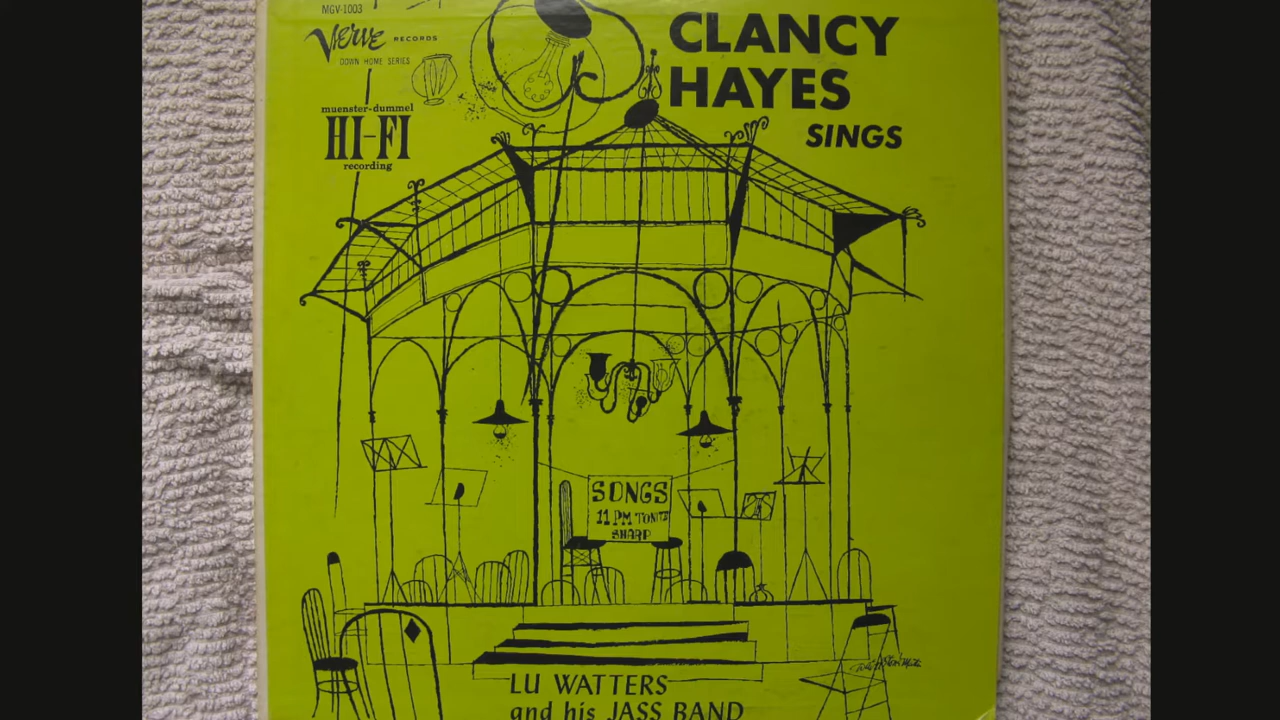 MGV-1003
Verve RECORDS
DOWN HOME SERIES
muenster-dummel
HI-FI
recording
CLANCY
HAYES
SINGS
SONGS
11 PM TONITE
SHARP
LU WATTERS
and his JASS BAND